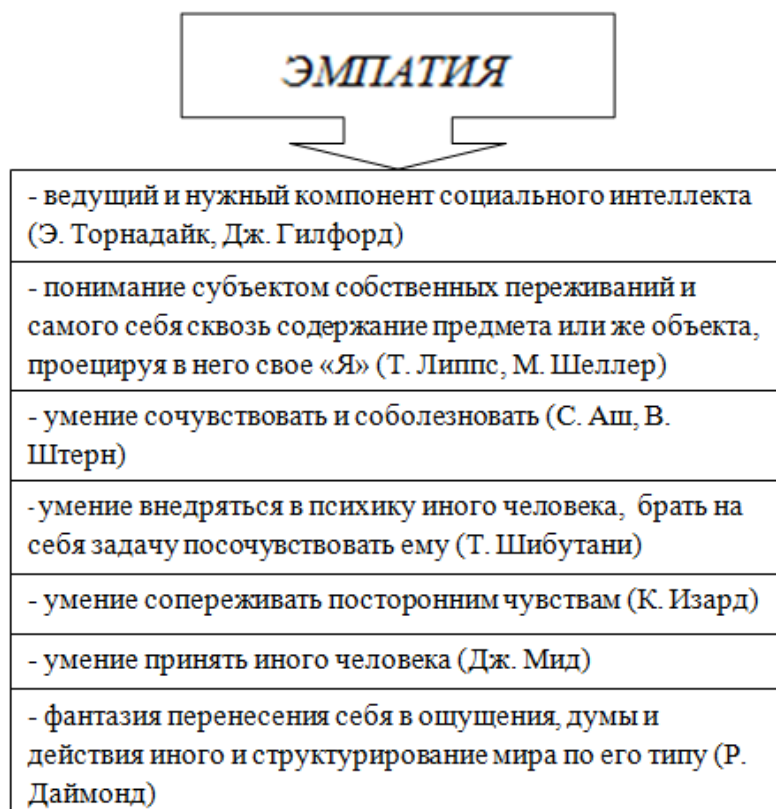 ЭМПАТИЯ
- ведущий и нужный компонент социального интеллекта
(Э. Торнадайк, Дж. Гилфорд)
- понимание субъектом собственных переживаний и
самого себя сквозь содержание предмета или же объекта,
проецируя в него свое «Я» (Т. Липпс, М. Шеллер)
- умение сочувствовать и соболезновать (С. Аш, В.
Штерн)
- умение внедряться в психику иного человека, брать на
себя задачу посочувствовать ему (Т. Шибутани)
- умение сопереживать посторонним чувствам (К. Изард)
- умение принять иного человека (Дж. Мид)
- фантазия перенесения себя в ощущения, думы и
действия иного и структурирование мира по его типу (Р.
Даймонд)